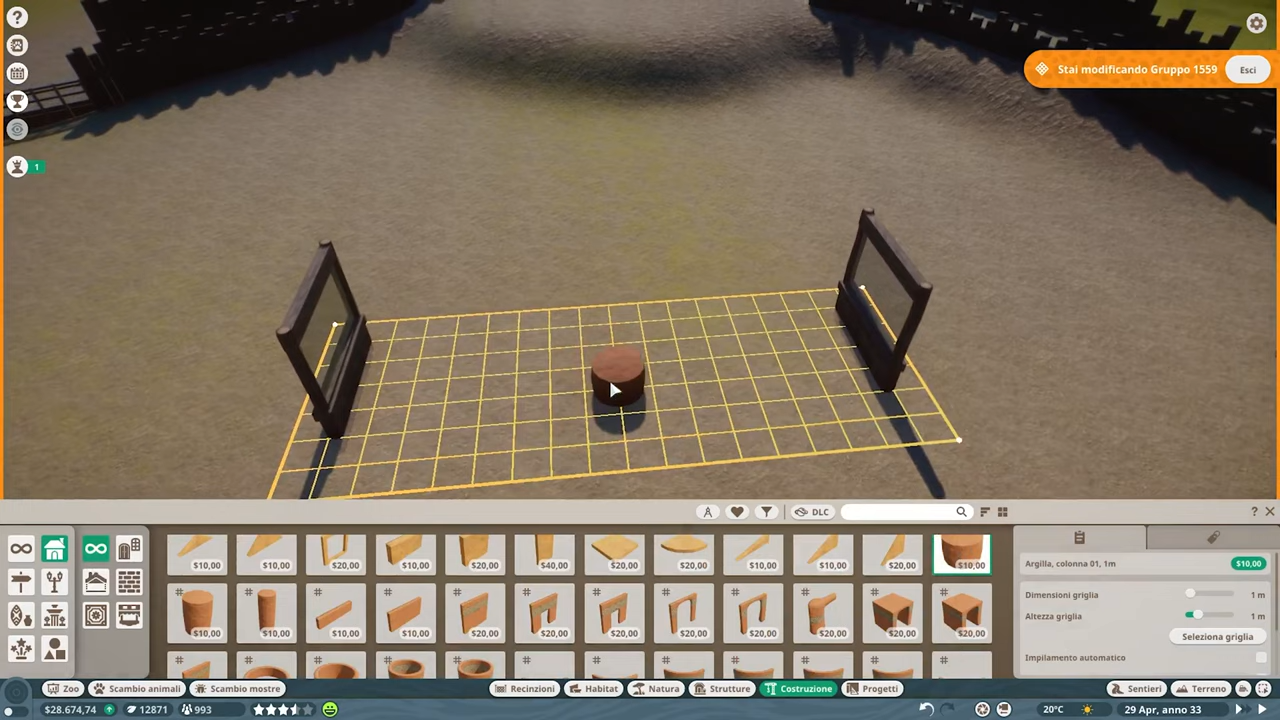 Stai modificando Gruppo 1559
Esci
1
DLC
$10,00 $10,00 $20,00 $10,00 $20,00 $40,00 $20,00 $20,00 $10,00 $10,00 $20,00 $10,00
$10,00 $10,00 $10,00 $10,00 $20,00 $20,00 $20,00 $20,00 $20,00 $20,00 $20,00 $20,00
Argilla, colonna 01, 1m $10,00
Dimensioni griglia 1 m
Altezza griglia 1 m
Seleziona griglia
Impilamento automatico
Zoo Scambio animali Scambio mostre Recinzioni Habitat Natura Strutture Costruzione Progetti Sentieri Terreno
$28.674,74 12871 993 20°C 29 Apr, anno 33